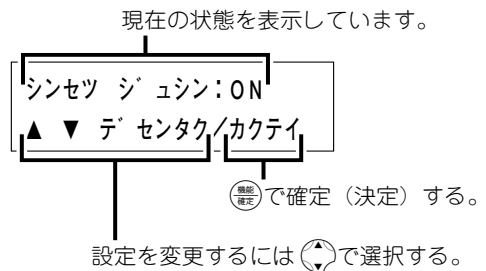 現在の状態を表示しています。
シンセツ ジュシン:ON
▲ ▼ デ センタク/カクテイ
機能
確定
で確定（決定）する。
設定を変更するには で選択する。